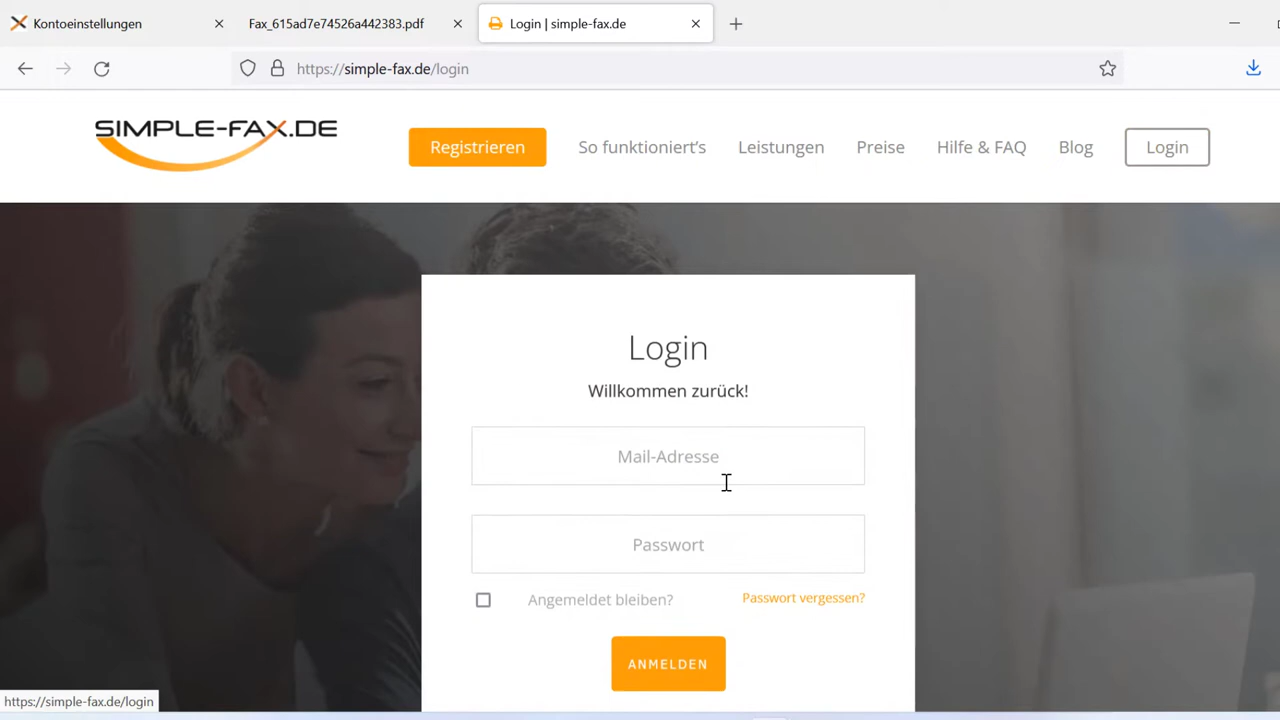 Kontoeinstellungen
Fax_615ad7e74526a442383.pdf
Login | simple-fax.de
https://simple-fax.de/login
SIMPLE-FAX.DE
Registrieren
So funktioniert's
Leistungen
Preise
Hilfe & FAQ
Blog
Login
Login
Willkommen zurück!
Mail-Adresse
Passwort
Angemeldet bleiben?
Passwort vergessen?
ANMELDEN
https://simple-fax.de/login